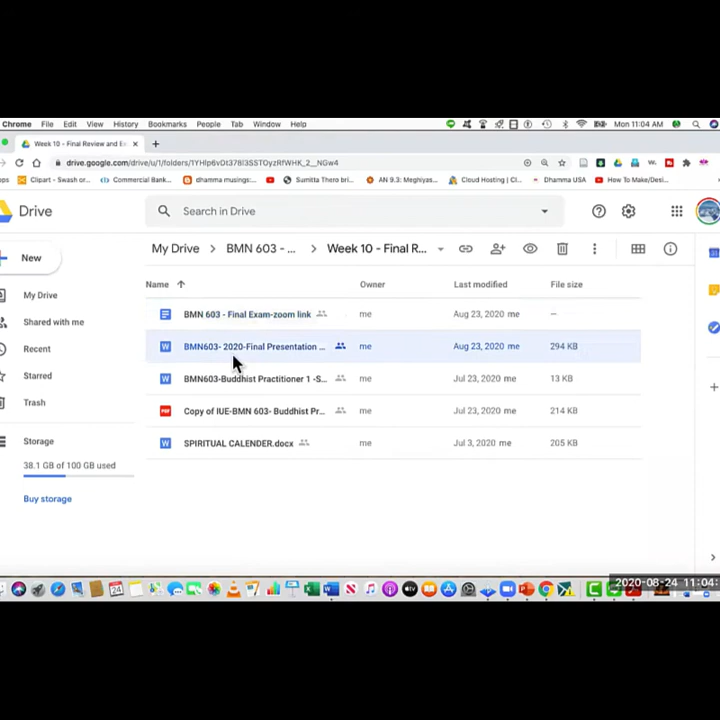 Chrome File Edit View History Bookmarks People Tab Window Help Mon 11:04 AM
Week 10 - Final Review and Ex
drive.google.com/drive/u/1/folders/1YHIp6vDt378l3SSTOyzRfWHK_2__NGw4
Clipart - Swash or... Commercial Bank... dhamma musings:... Sumitta Thero bri... AN 9.3: Meghiyas... Cloud Hosting | Cl... Dhamma USA How To Make/Desi...
Drive Search in Drive
New My Drive BMN 603 - ... Week 10 - Final R...
Name Owner Last modified File size
My Drive
BMN 603 - Final Exam-zoom link me Aug 23, 2020 me –
Shared with me
BMN603- 2020-Final Presentation ... me Aug 23, 2020 me 294 KB
Recent
Starred BMN603-Buddhist Practitioner 1 -S... me Jul 23, 2020 me 13 KB
Trash Copy of IUE-BMN 603- Buddhist Pr... me Jul 23, 2020 me 214 KB
Storage SPIRITUAL CALENDER.docx me Jul 3, 2020 me 205 KB
38.1 GB of 100 GB used
Buy storage
2020-08-24 11:04: